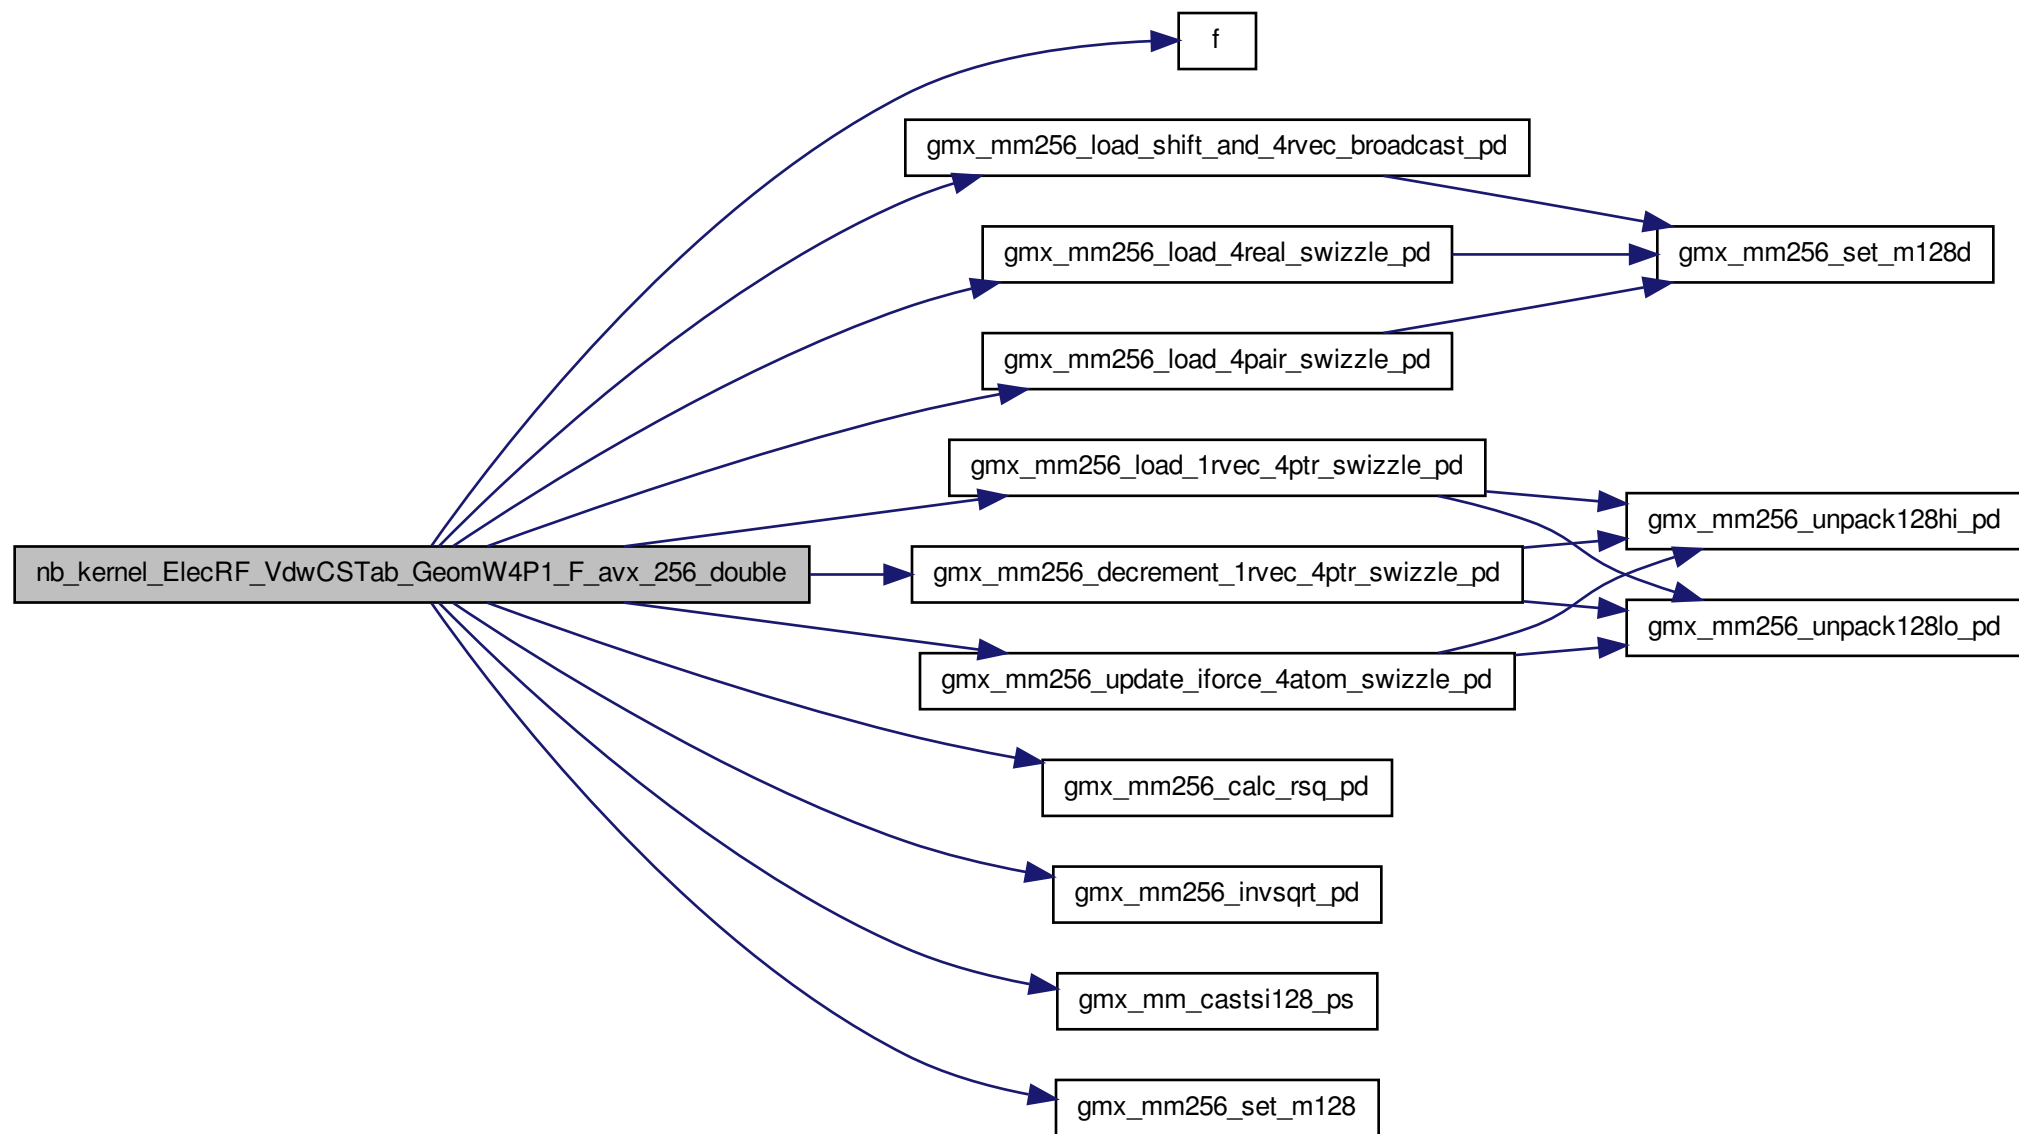 f
gmx_mm256_load_shift_and_4rvec_broadcast_pd
gmx_mm256_load_4real_swizzle_pd
gmx_mm256_set_m128d
gmx_mm256_load_4pair_swizzle_pd
gmx_mm256_load_1rvec_4ptr_swizzle_pd
gmx_mm256_unpack128hi_pd
nb_kernel_ElecRF_VdwCSTab_GeomW4P1_F_avx_256_double
gmx_mm256_decrement_1rvec_4ptr_swizzle_pd
gmx_mm256_unpack128lo_pd
gmx_mm256_update_iforce_4atom_swizzle_pd
gmx_mm256_calc_rsq_pd
gmx_mm256_invsqrt_pd
gmx_mm_castsi128_ps
gmx_mm256_set_m128